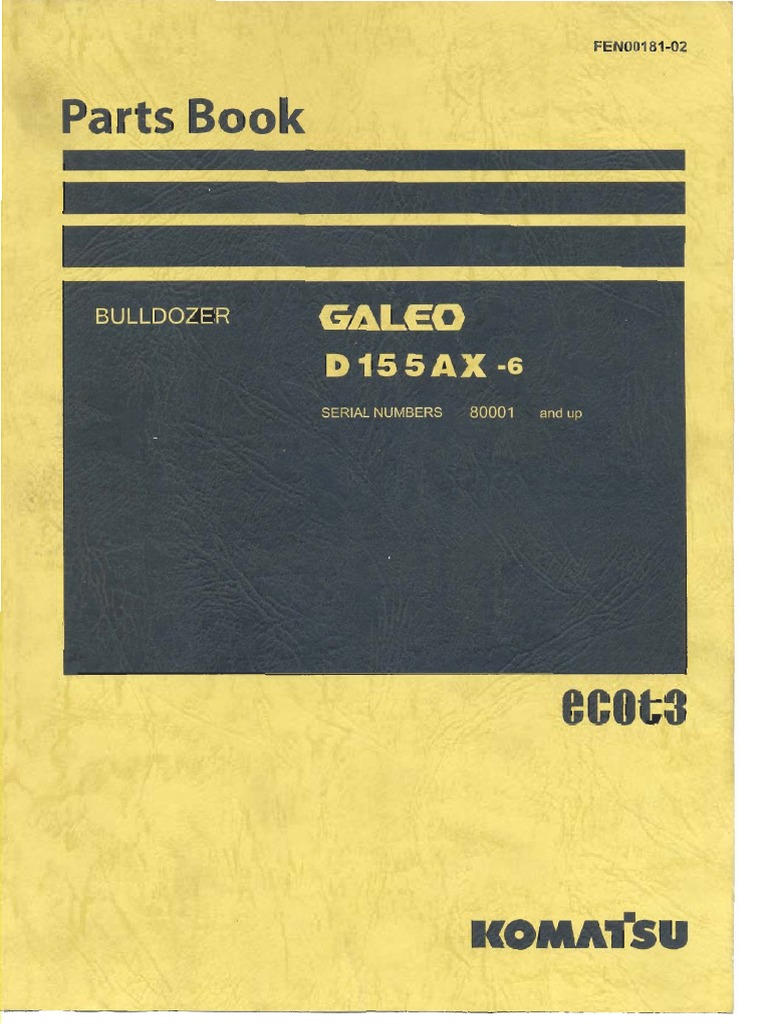 FEN00181-02
Parts Book
BULLDOZER
GALEO
D155AX-6
SERIAL NUMBERS 80001 and up
ecot3
KOMATSU